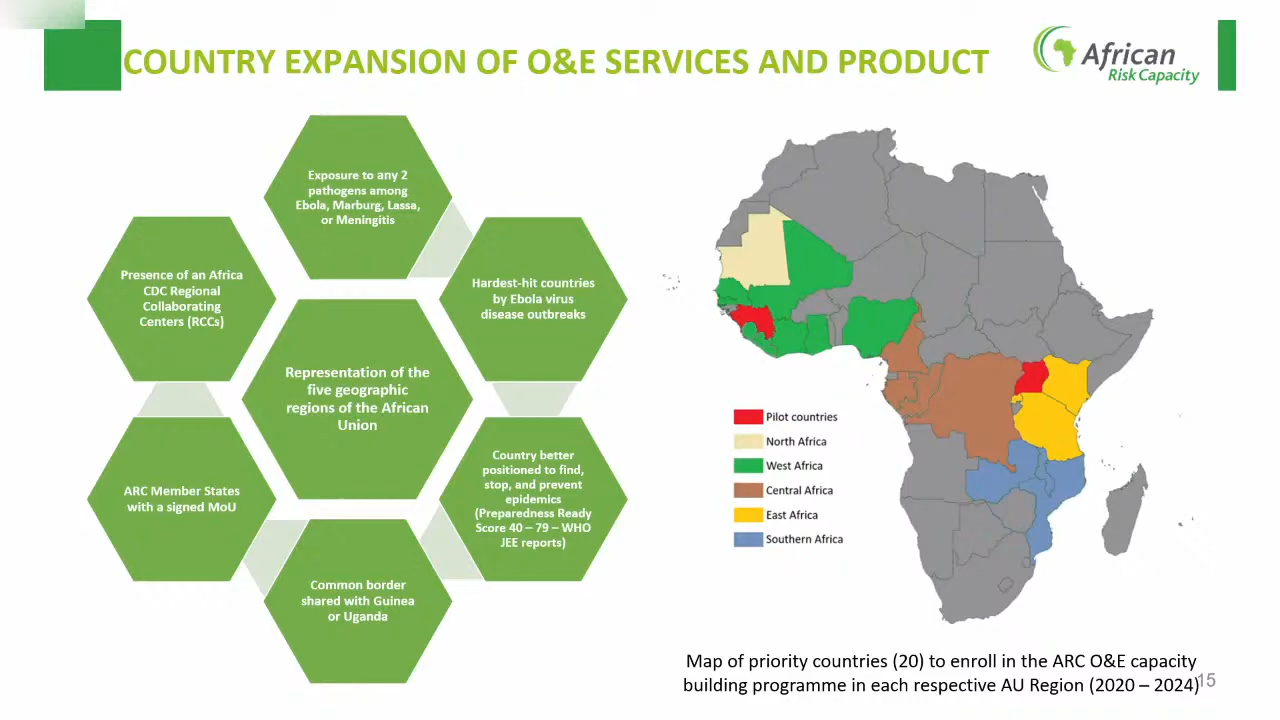 COUNTRY EXPANSION OF O&E SERVICES AND PRODUCT
African
Risk Capacity
Exposure to any 2
pathogens among
Ebola, Marburg, Lassa,
or Meningitis
Hardest-hit countries
by Ebola virus
disease outbreaks
Country better
positioned to find,
stop, and prevent
epidemics
(Preparedness Ready
Score 40 – 79 – WHO
JEE reports)
Common border
shared with Guinea
or Uganda
ARC Member States
with a signed MoU
Presence of an Africa
CDC Regional
Collaborating
Centers (RCCs)
Representation of the
five geographic
regions of the African
Union
Pilot countries
North Africa
West Africa
Central Africa
East Africa
Southern Africa
Map of priority countries (20) to enroll in the ARC O&E capacity
building programme in each respective AU Region (2020 – 2024)
15